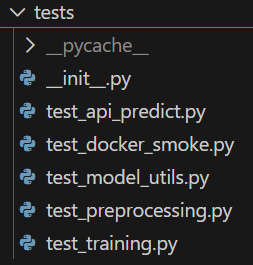 tests
__pycache__
__init__.py
test_api_predict.py
test_docker_smoke.py
test_model_utils.py
test_preprocessing.py
test_training.py